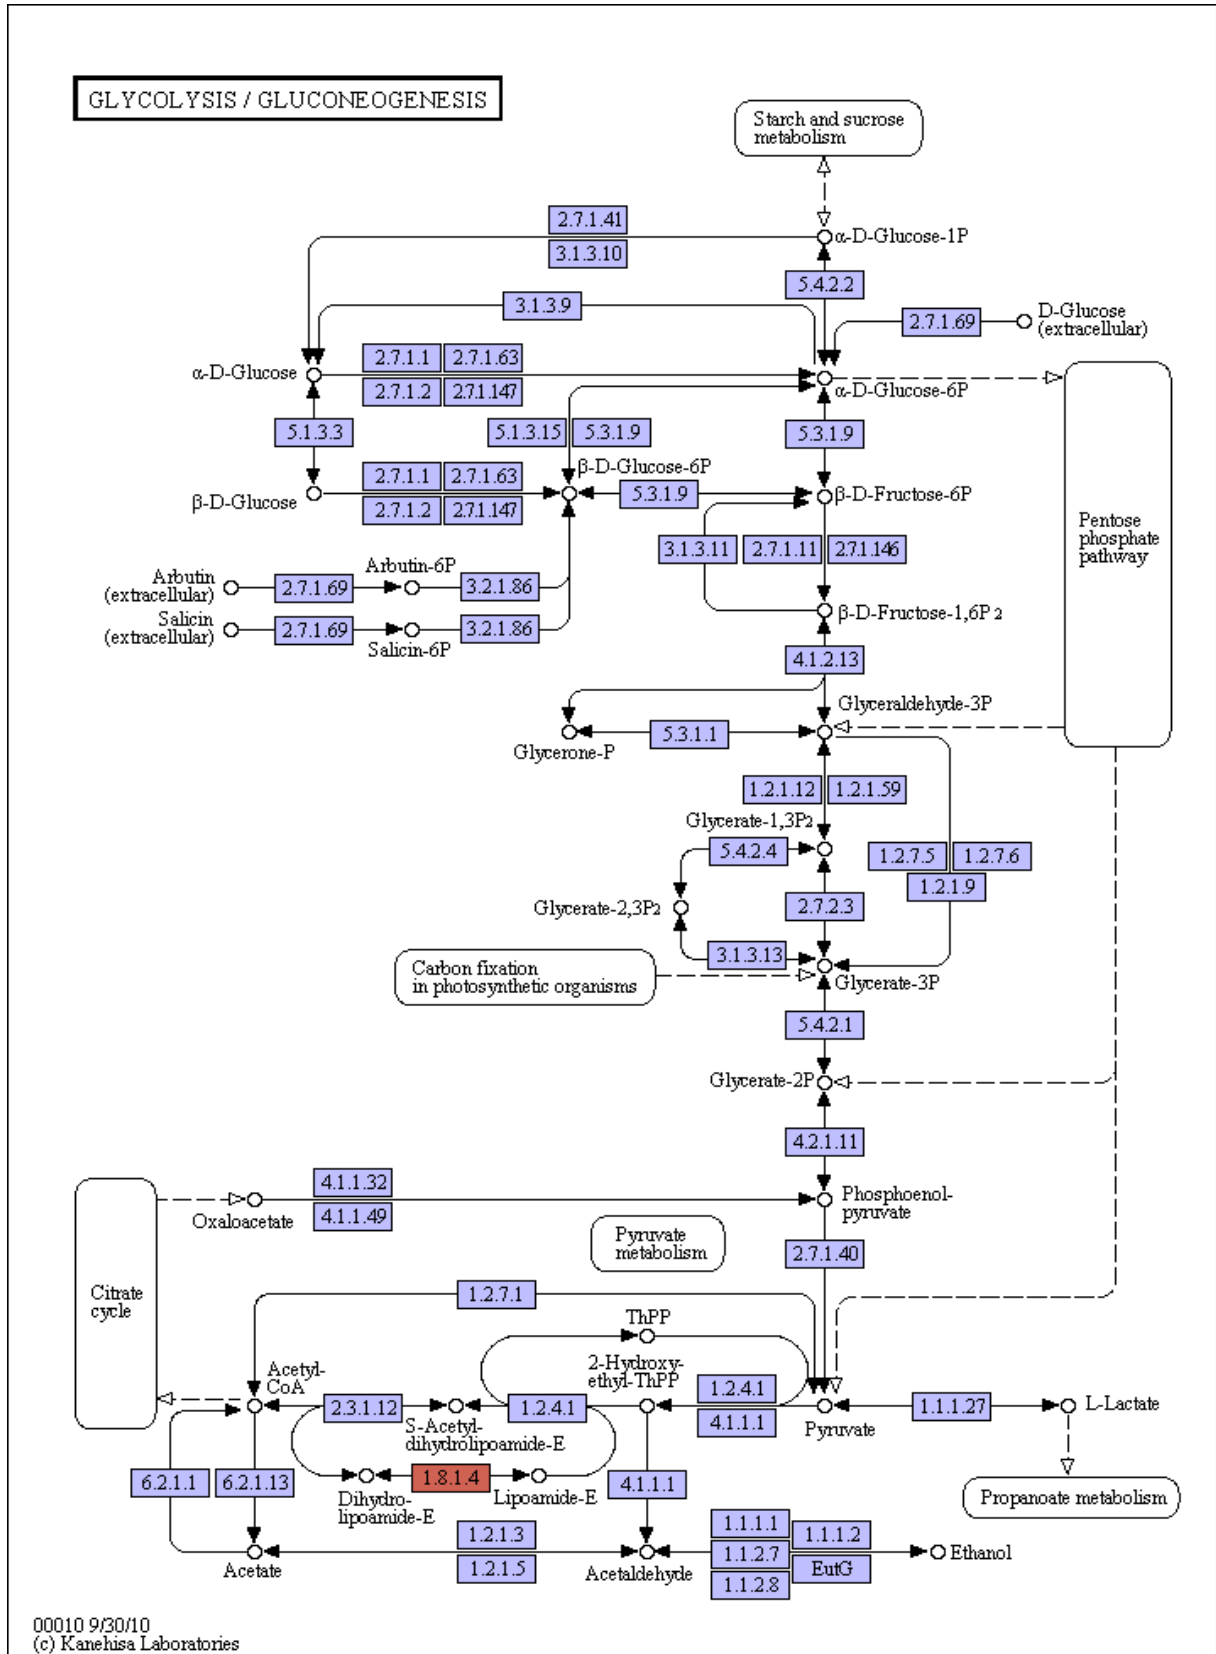 GLYCOLYSIS / GLUCONEOGENESIS
Starch and sucrose
metabolism
2.7.1.41
α-D-Glucose-1P
3.1.3.10
5.4.2.2
3.1.3.9
2.7.1.69
D-Glucose
(extracellular)
2.7.1.1
2.7.1.63
α-D-Glucose
2.7.1.2
2.7.1.147
α-D-Glucose-6P
5.1.3.3
5.1.3.15
5.3.1.9
5.3.1.9
β-D-Glucose-6P
2.7.1.1
2.7.1.63
β-D-Glucose
2.7.1.2
2.7.1.147
5.3.1.9
β-D-Fructose-6P
Pentose
phosphate
pathway
3.1.3.11
2.7.1.11
2.7.1.146
Arbutin-6P
Arbutin
(extracellular)
2.7.1.69
3.2.1.86
Salicin
(extracellular)
2.7.1.69
3.2.1.86
Salicin-6P
β-D-Fructose-1,6P2
4.1.2.13
Glyceraldehyde-3P
5.3.1.1
Glycerone-P
1.2.1.12
1.2.1.59
Glycerate-1,3P2
5.4.2.4
1.2.7.5
1.2.7.6
1.2.1.9
Glycerate-2,3P2
2.7.2.3
3.1.3.13
Carbon fixation
in photosynthetic organisms
Glycerate-3P
5.4.2.1
Glycerate-2P
4.2.1.11
4.1.1.32
Oxaloacetate
4.1.1.49
Phosphoenol-
pyruvate
Pyruvate
metabolism
2.7.1.40
Citrate
cycle
1.2.7.1
ThPP
Acetyl-
CoA
2-Hydroxy-
ethyl-ThPP
2.3.1.12
1.2.4.1
1.2.4.1
4.1.1.1
S-Acetyl-
dihydrolipoamide-E
Pyruvate
1.1.1.27
L-Lactate
6.2.1.1
6.2.1.13
1.8.1.4
Dihydro-
lipoamide-E
Lipoamide-E
4.1.1.1
Propanoate metabolism
1.2.1.3
1.2.1.5
Acetate
Acetaldehyde
1.1.1.1
1.1.1.2
1.1.2.7
EutG
1.1.2.8
Ethanol
00010 9/30/10
(c) Kanehisa Laboratories